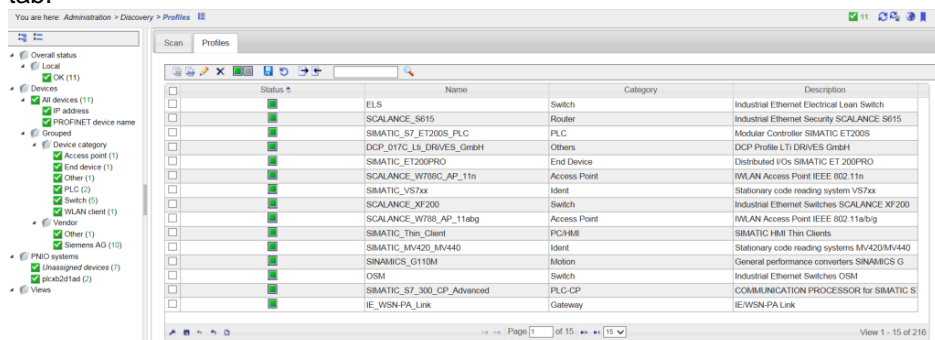 tab.
You are here: Administration > Discovery > Profiles
11
Overall status
Local
OK (11)
Devices
All devices (11)
IP address
PROFINET device name
Grouped
Device category
Access point (1)
End device (1)
Other (1)
PLC (2)
Switch (5)
WLAN client (1)
Vendor
Other (1)
Siemens AG (10)
PNIO systems
Unassigned devices (7)
plcxb2d1ad (2)
Views
Scan Profiles
Status Name Category Description
ELS Switch Industrial Ethernet Electrical Lean Switch
SCALANCE_S615 Router Industrial Ethernet Security SCALANCE S615
SIMATIC_S7_ET200S_PLC PLC Modular Controller SIMATIC ET200S
DCP_017C_Lti_DRiVES_GmbH Others DCP Profile LTi DRiVES GmbH
SIMATIC_ET200PRO End Device Distributed I/Os SIMATIC ET 200PRO
SCALANCE_W788C_AP_11n Access Point IWLAN Access Point IEEE 802.11n
SIMATIC_VS7xx Ident Stationary code reading system VS7xx
SCALANCE_XF200 Switch Industrial Ethernet Switches SCALANCE XF200
SCALANCE_W788_AP_11abg Access Point IWLAN Access Point IEEE 802.11a/b/g
SIMATIC_Thin_Client PC/HMI SIMATIC HMI Thin Clients
SIMATIC_MV420_MV440 Ident Stationary code reading systems MV420/MV440
SINAMICS_G110M Motion General performance converters SINAMICS G
OSM Switch Industrial Ethernet Switches OSM
SIMATIC_S7_300_CP_Advanced PLC-CP COMMUNICATION PROCESSOR for SIMATIC S
IE_WSN-PA_Link Gateway IE/WSN-PA Link
Page 1 of 15 15 View 1 - 15 of 216